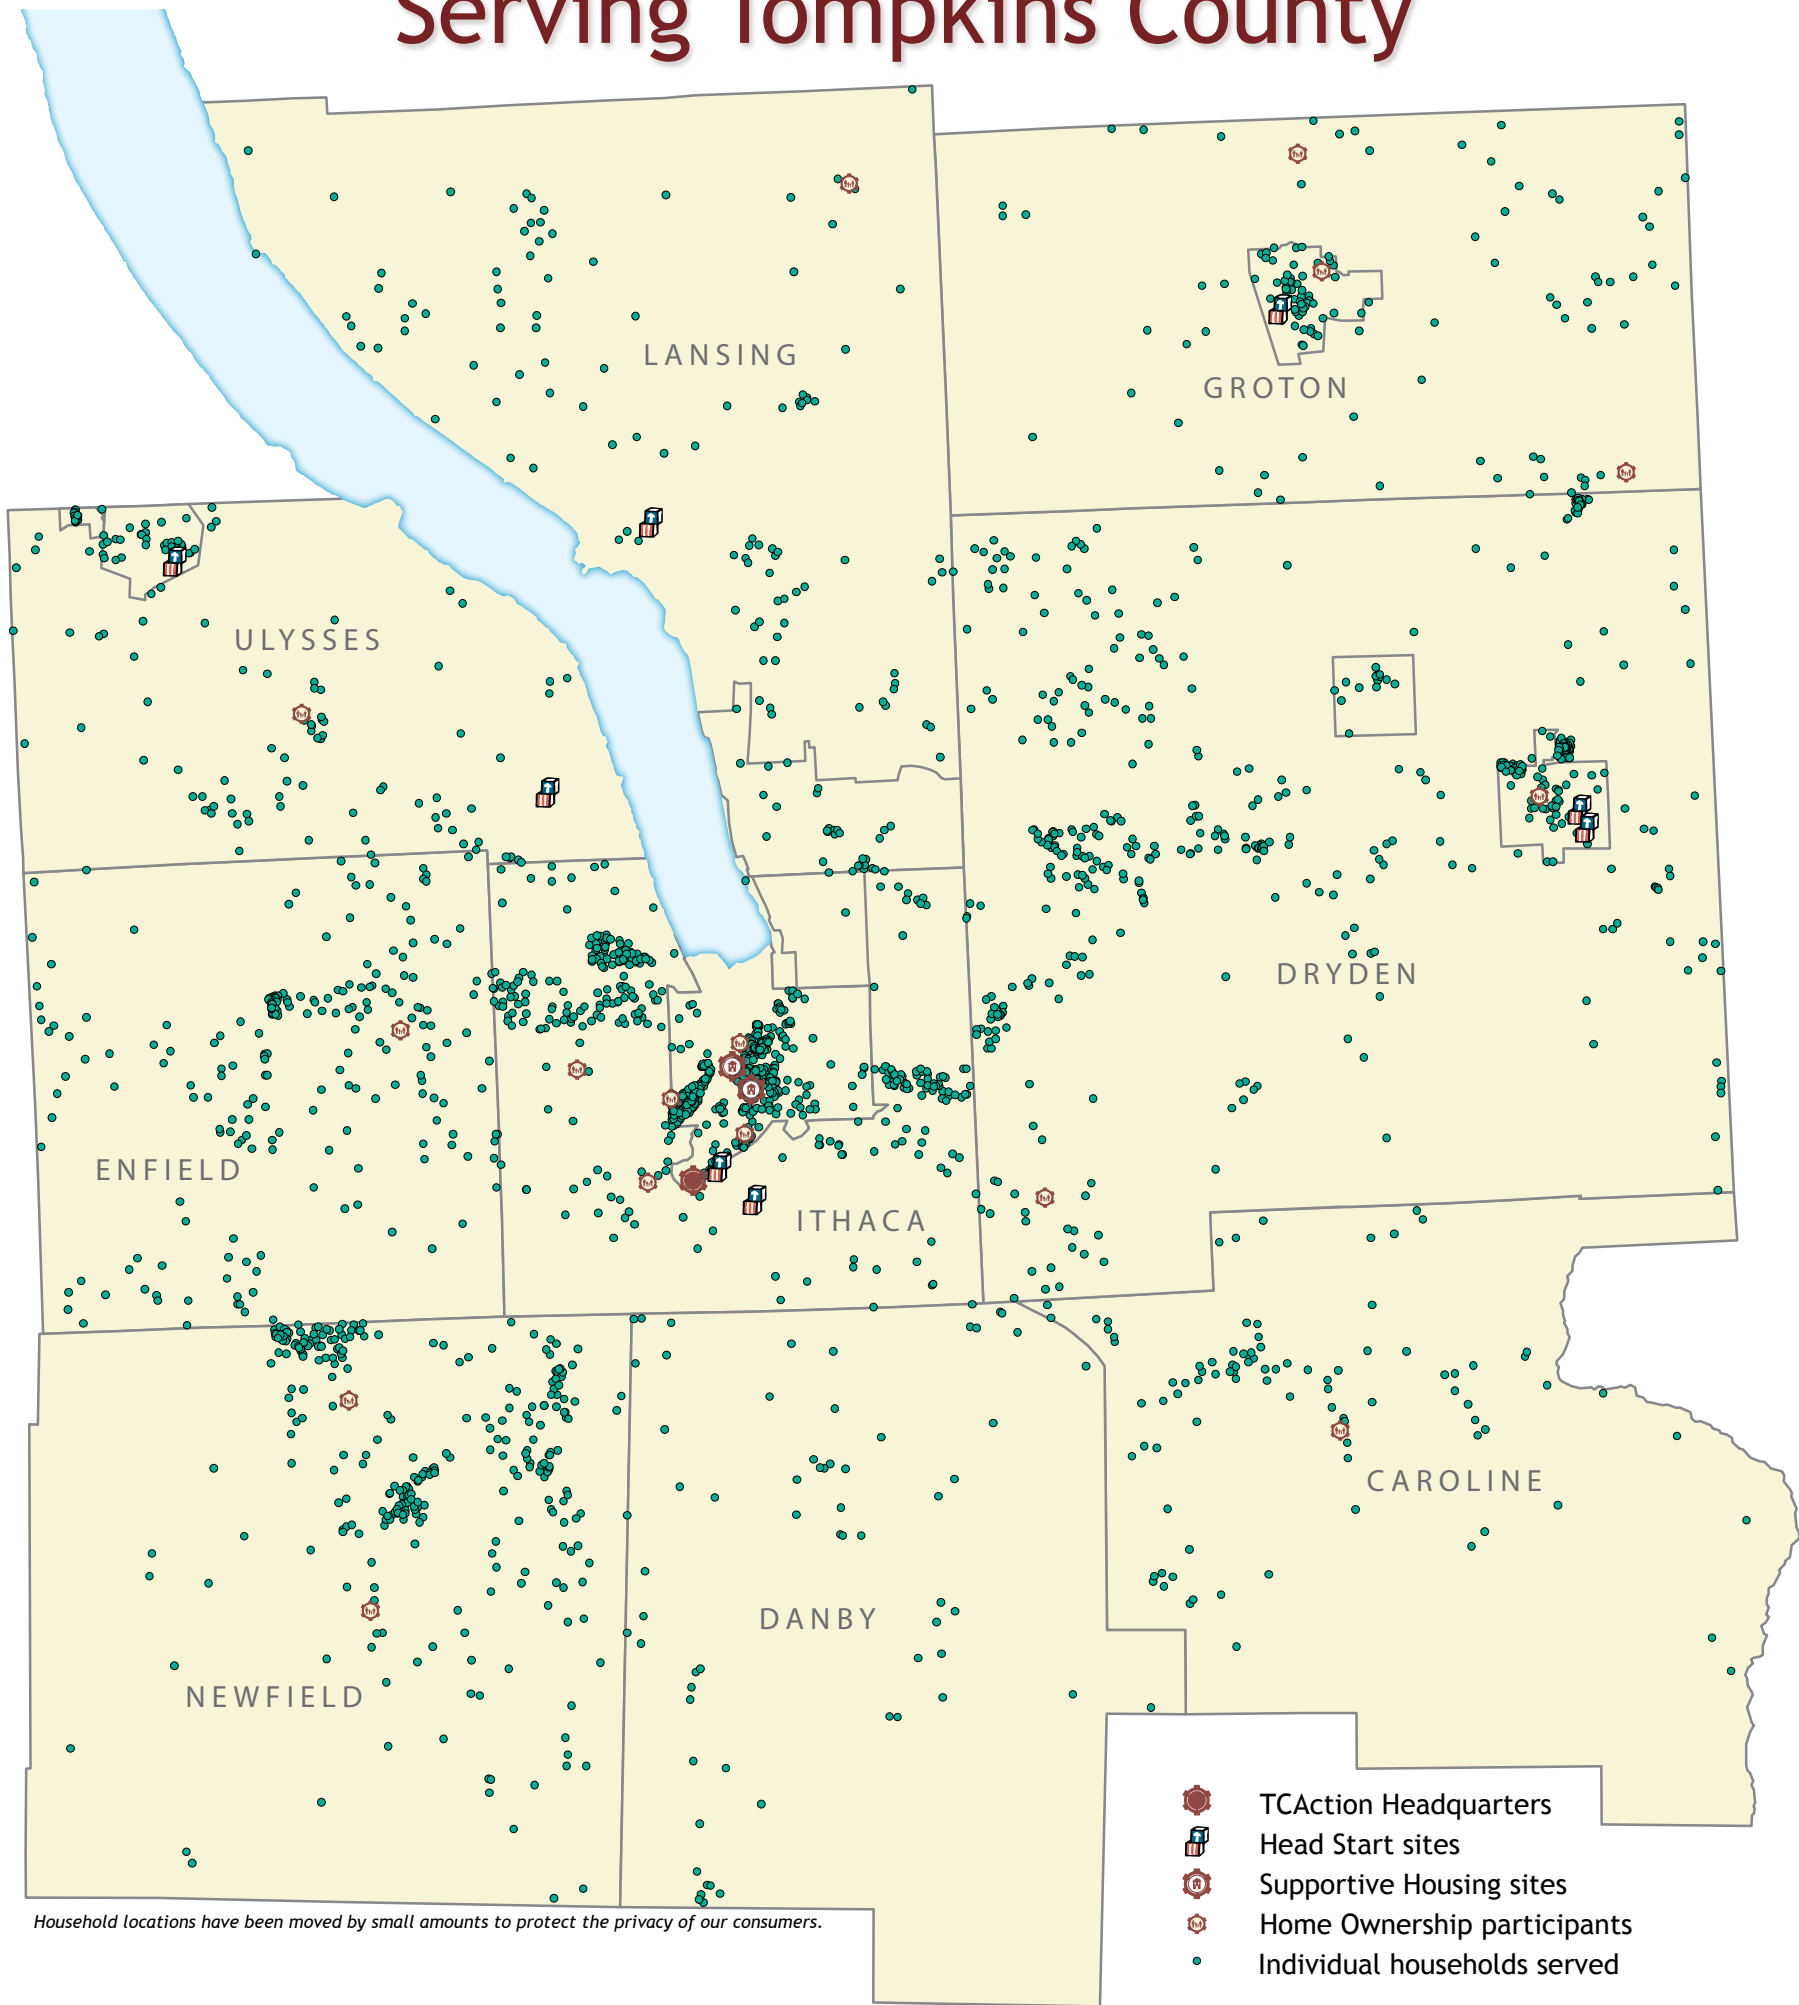 Serving Tompkins County
LANSING
GROTON
ULYSSES
DRYDEN
ENFIELD
ITHACA
CAROLINE
DANBY
NEWFIELD
TCAction Headquarters
Head Start sites
Supportive Housing sites
Home Ownership participants
Individual households served
Household locations have been moved by small amounts to protect the privacy of our consumers.